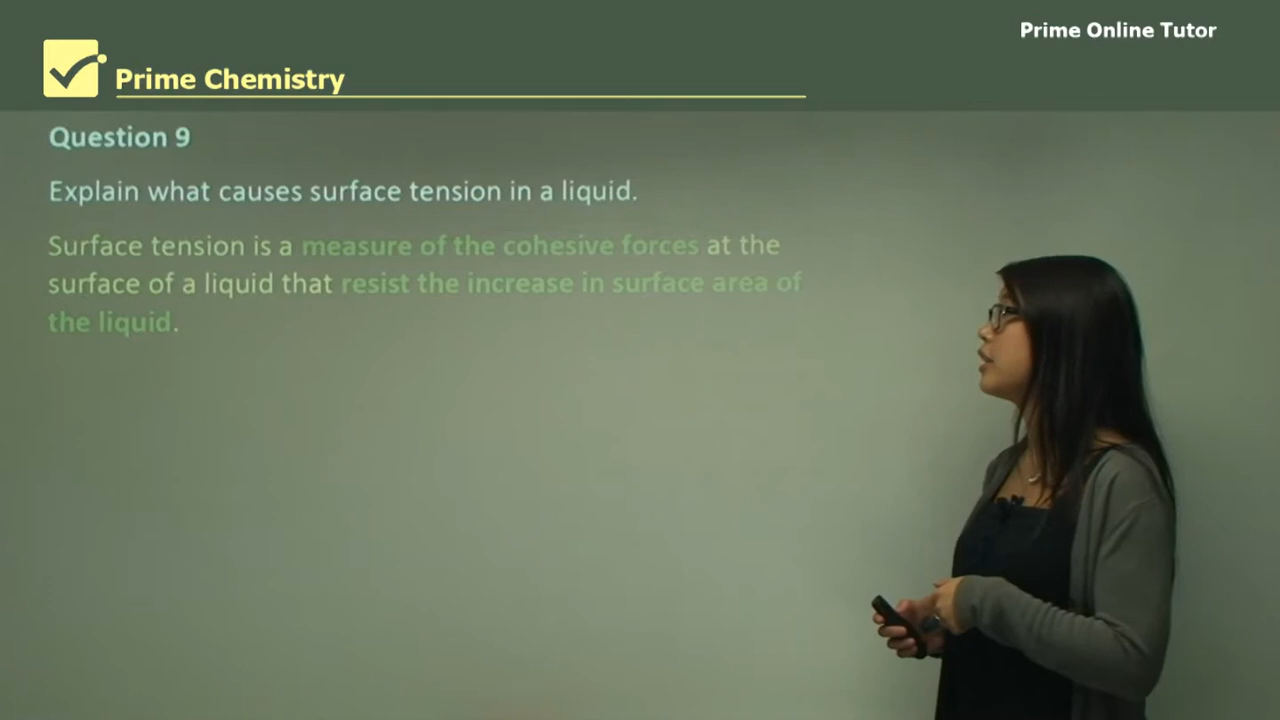 Prime Online Tutor
Prime Chemistry
Question 9
Explain what causes surface tension in a liquid.
Surface tension is a measure of the cohesive forces at the
surface of a liquid that resist the increase in surface area of
the liquid.